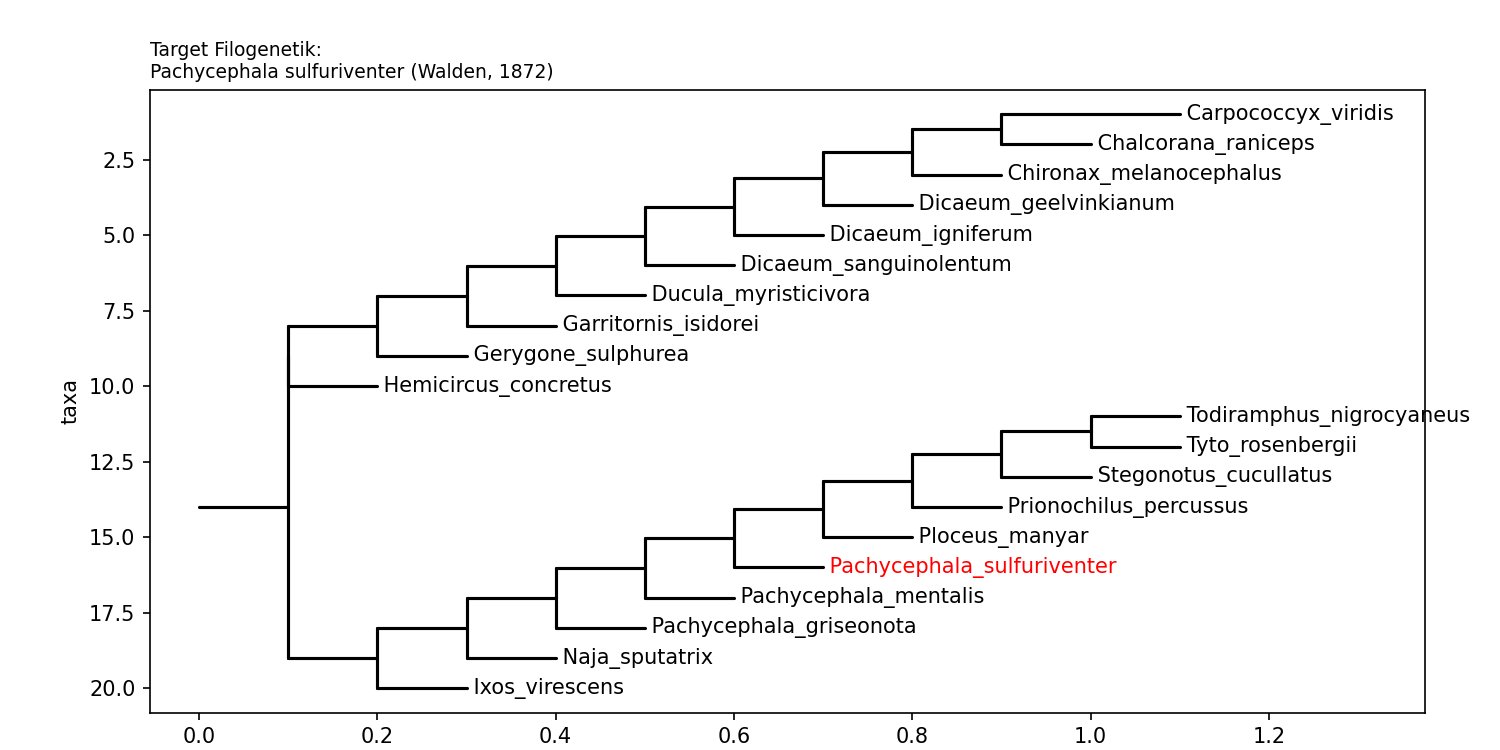 Target Filogenetik:
Pachycephala sulfuriventer (Walden, 1872)
Carpococcyx_viridis
Chalcorana_raniceps
2.5
Chironax_melanocephalus
Dicaeum_geelvinkianum
5.0
Dicaeum_igniferum
Dicaeum_sanguinolentum
Ducula_myristicivora
7.5
Garritornis_isidorei
Gerygone_sulphurea
10.0
Hemicircus_concretus
taxa
Todiramphus_nigrocyaneus
Tyto_rosenbergii
12.5
Stegonotus_cucullatus
Prionochilus_percussus
15.0
Ploceus_manyar
Pachycephala_sulfuriventer
Pachycephala_mentalis
17.5
Pachycephala_griseonota
Naja_sputatrix
20.0
Ixos_virescens
0.0 0.2 0.4 0.6 0.8 1.0 1.2